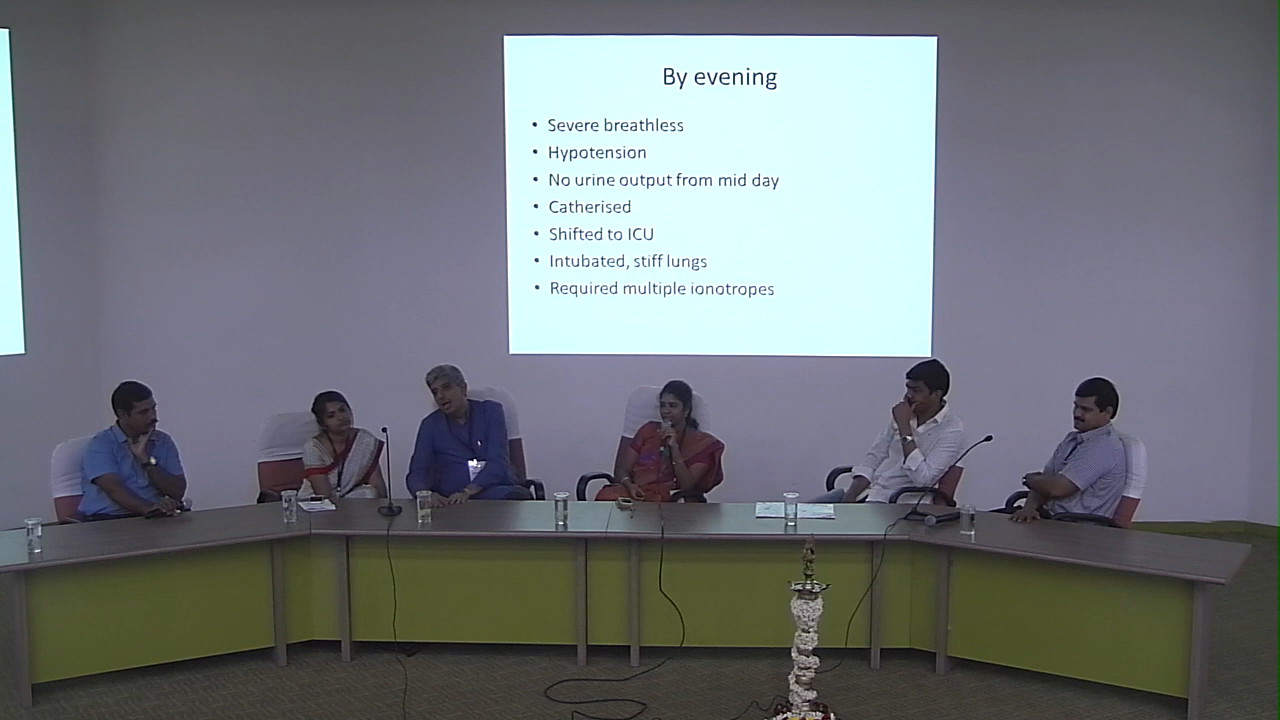 By evening
• Severe breathless
• Hypotension
• No urine output from mid day
• Catherised
• Shifted to ICU
• Intubated, stiff lungs
• Required multiple ionotropes